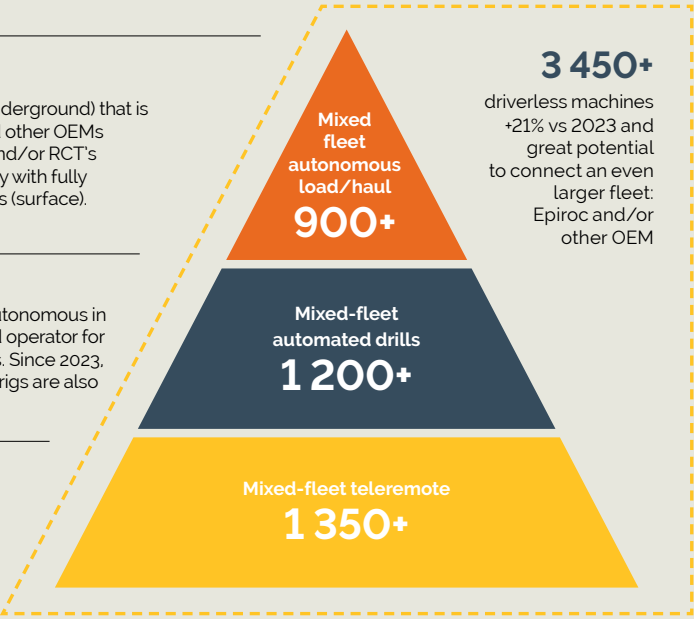 derground) that is
other OEMs
nd/or RCT's
y with fully
s (surface).
utonomous in
operator for
s. Since 2023,
rigs are also
Mixed
fleet
autonomous
load/haul
900+
Mixed-fleet
automated drills
1 200+
Mixed-fleet teleremote
1 350+
3 450+
driverless machines
+21% vs 2023 and
great potential
to connect an even
larger fleet:
Epiroc and/or
other OEM